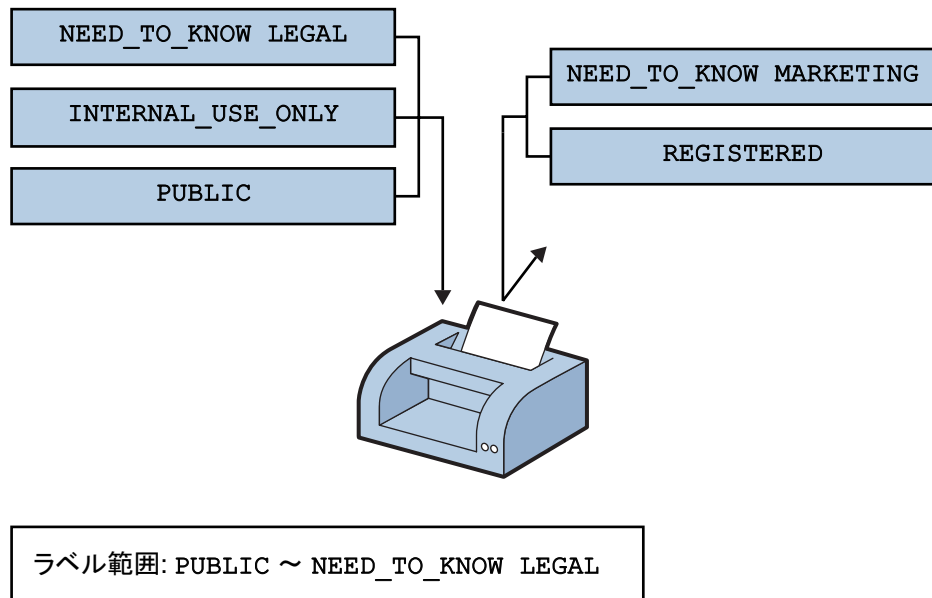 NEED_TO_KNOW LEGAL
INTERNAL_USE_ONLY
PUBLIC
NEED_TO_KNOW MARKETING
REGISTERED
ラベル範囲: PUBLIC ~ NEED_TO_KNOW LEGAL